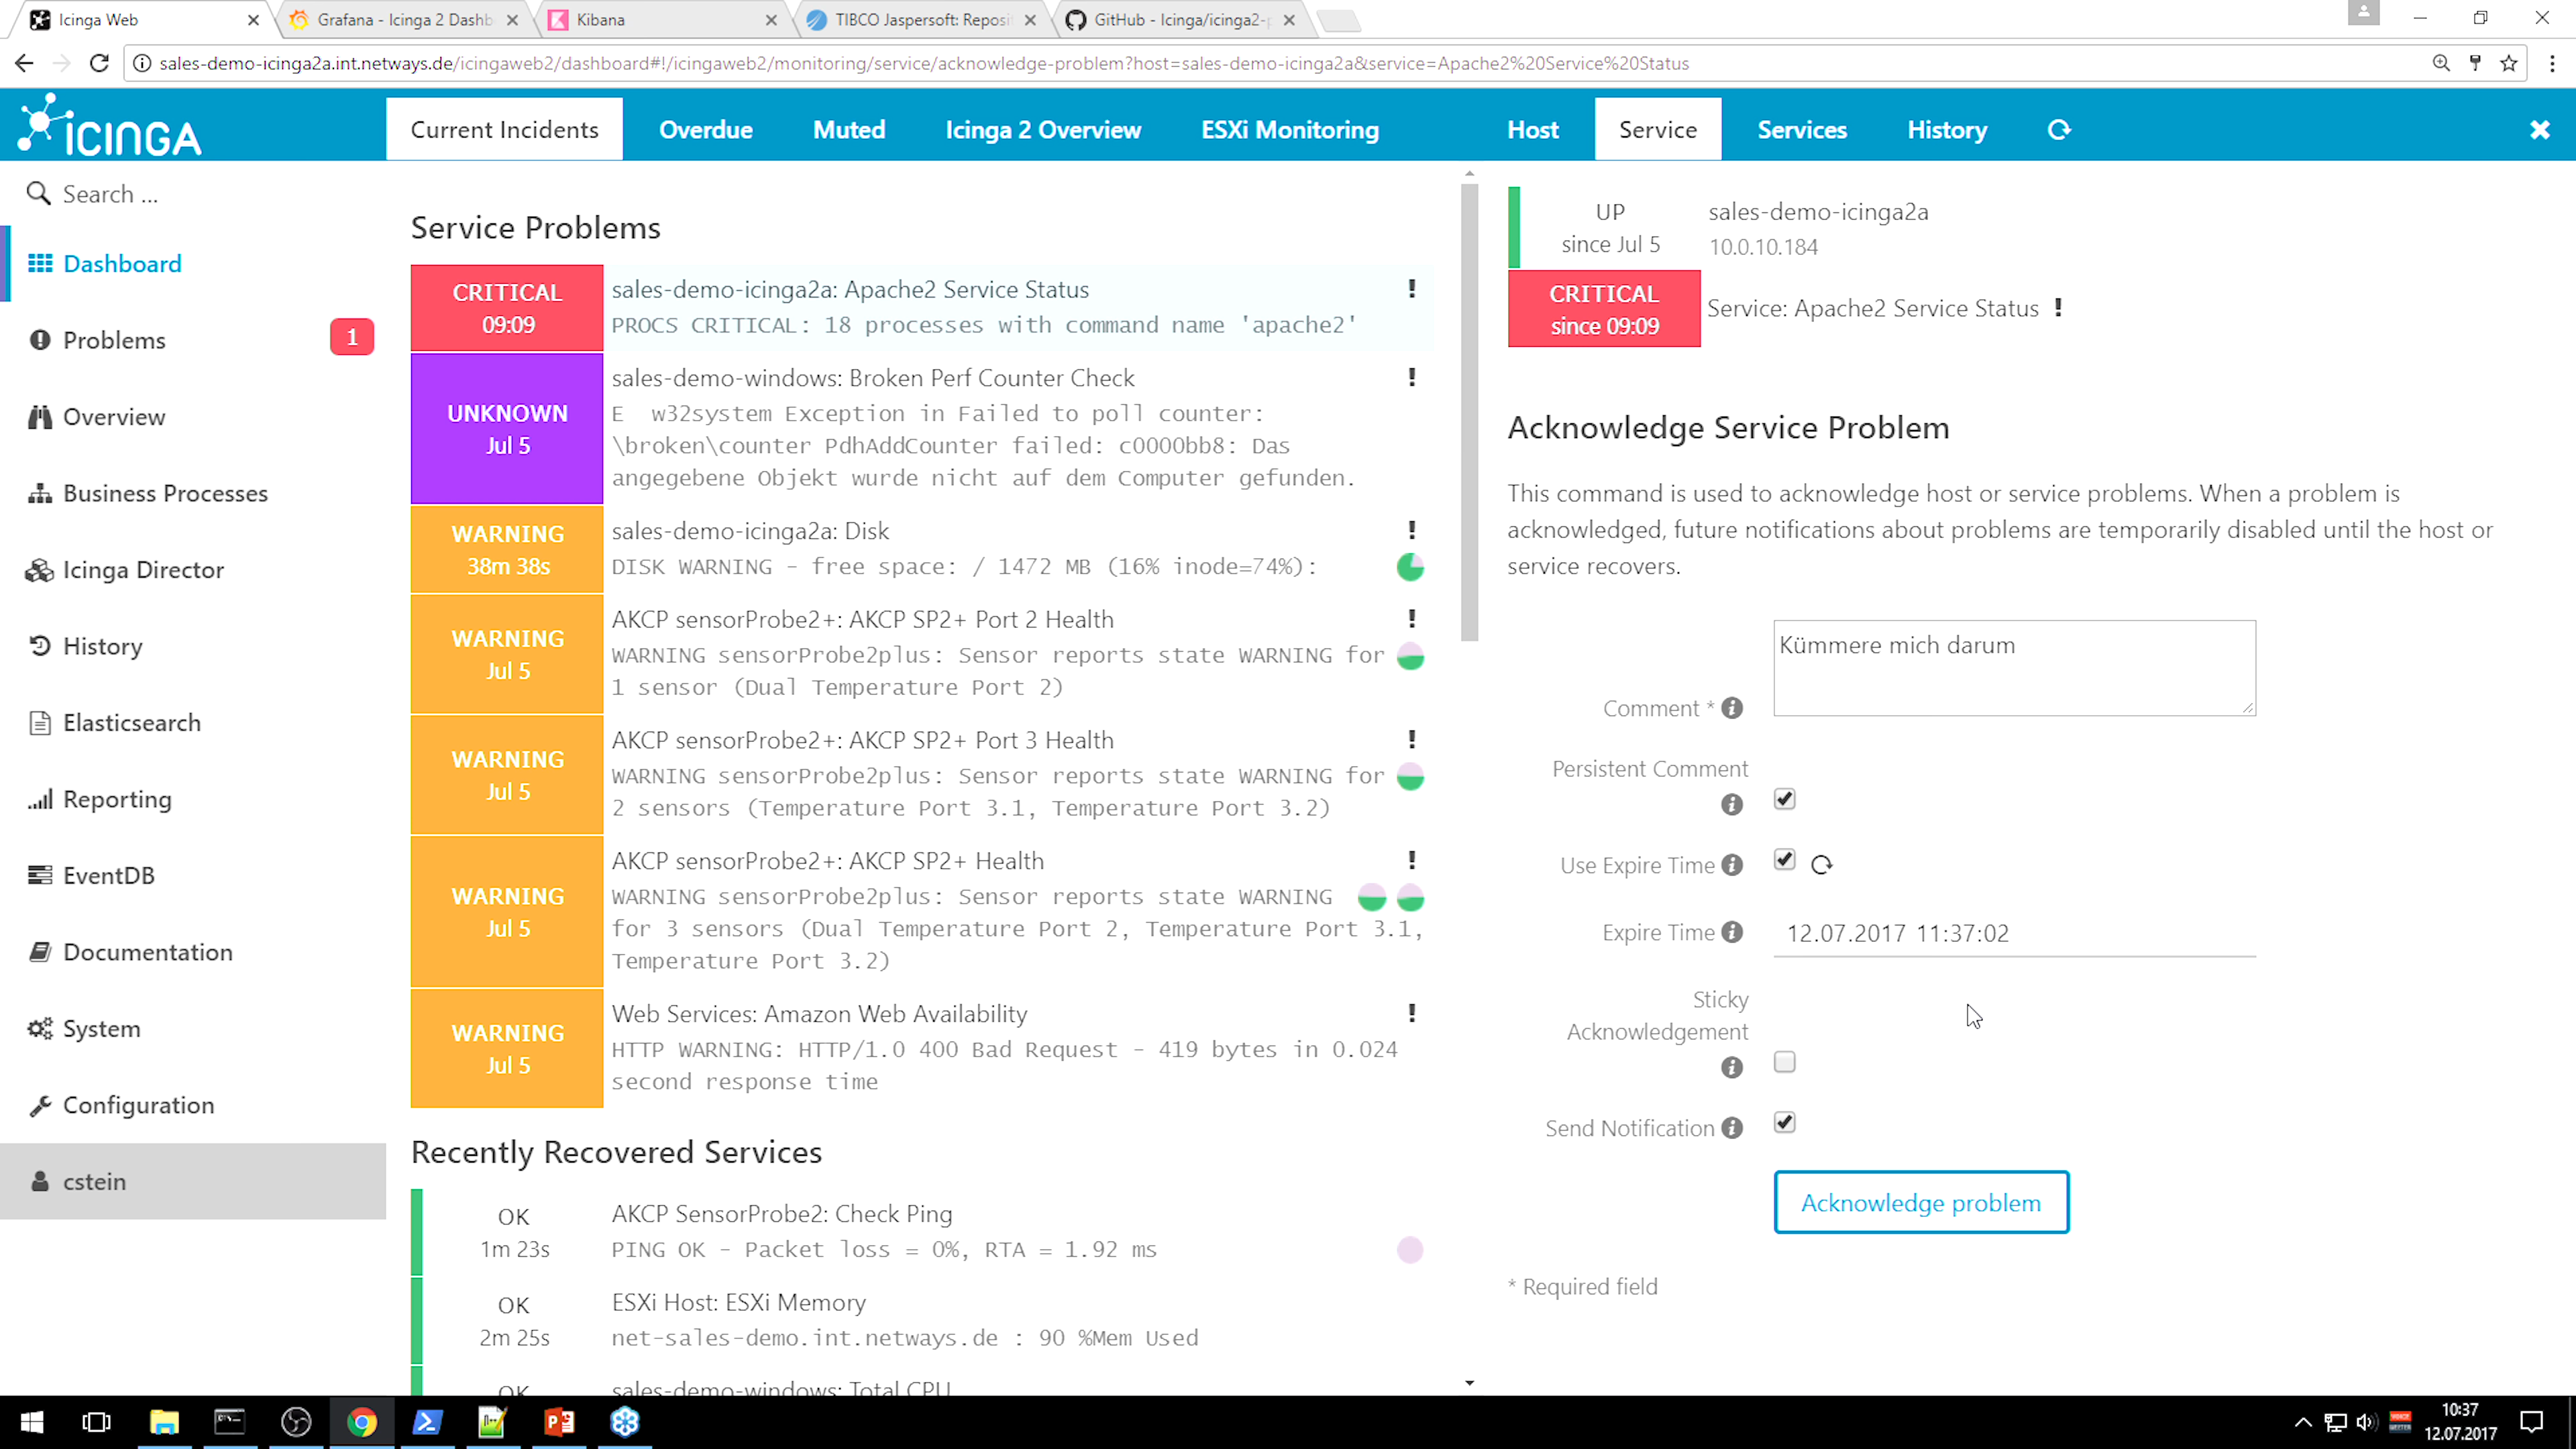 Icinga Web
Grafana - Icinga 2 Dashb
Kibana
TIBCO Jaspersoft: Reposi
GitHub - Icinga/icinga2-p
sales-demo-icinga2a.int.netways.de/icingaweb2/dashboard#!/icingaweb2/monitoring/service/acknowledge-problem?host=sales-demo-icinga2a&service=Apache2%20Service%20Status
ICINGA
Current Incidents
Overdue
Muted
Icinga 2 Overview
ESXi Monitoring
Host
Service
Services
History
Search ...
Dashboard
Problems
1
Overview
Business Processes
Icinga Director
History
Elasticsearch
Reporting
EventDB
Documentation
System
Configuration
cstein
Service Problems
CRITICAL
09:09
sales-demo-icinga2a: Apache2 Service Status
PROCS CRITICAL: 18 processes with command name 'apache2'
UNKNOWN
Jul 5
sales-demo-windows: Broken Perf Counter Check
E w32system Exception in Failed to poll counter:
\broken\counter PdhAddCounter failed: c0000bb8: Das
angegebene Objekt wurde nicht auf dem Computer gefunden.
WARNING
38m 38s
sales-demo-icinga2a: Disk
DISK WARNING - free space: / 1472 MB (16% inode=74%):
WARNING
Jul 5
AKCP sensorProbe2+: AKCP SP2+ Port 2 Health
WARNING sensorProbe2plus: Sensor reports state WARNING for
1 sensor (Dual Temperature Port 2)
WARNING
Jul 5
AKCP sensorProbe2+: AKCP SP2+ Port 3 Health
WARNING sensorProbe2plus: Sensor reports state WARNING for
2 sensors (Temperature Port 3.1, Temperature Port 3.2)
WARNING
Jul 5
AKCP sensorProbe2+: AKCP SP2+ Health
WARNING sensorProbe2plus: Sensor reports state WARNING
for 3 sensors (Dual Temperature Port 2, Temperature Port 3.1,
Temperature Port 3.2)
WARNING
Jul 5
Web Services: Amazon Web Availability
HTTP WARNING: HTTP/1.0 400 Bad Request - 419 bytes in 0.024
second response time
Recently Recovered Services
OK
1m 23s
AKCP SensorProbe2: Check Ping
PING OK - Packet loss = 0%, RTA = 1.92 ms
OK
2m 25s
ESXi Host: ESXi Memory
net-sales-demo.int.netways.de : 90 %Mem Used
OK
sales-demo-windows: Total CPU
UP
since Jul 5
sales-demo-icinga2a
10.0.10.184
CRITICAL
since 09:09
Service: Apache2 Service Status
Acknowledge Service Problem
This command is used to acknowledge host or service problems. When a problem is
acknowledged, future notifications about problems are temporarily disabled until the host or
service recovers.
Kümmere mich darum
Comment *
Persistent Comment
Use Expire Time
Expire Time
12.07.2017 11:37:02
Sticky
Acknowledgement
Send Notification
Acknowledge problem
* Required field
10:37
12.07.2017